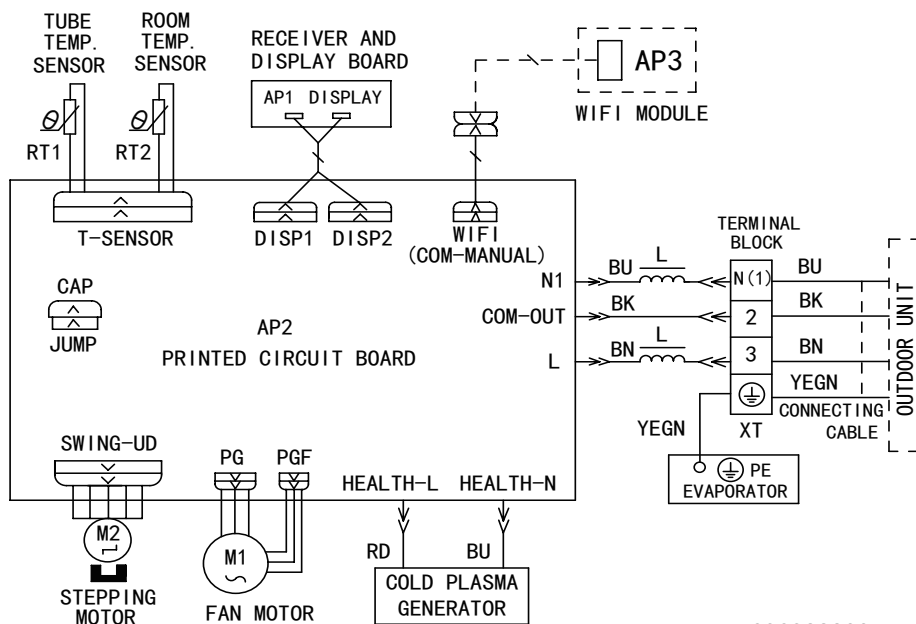 TUBE
TEMP.
SENSOR
ROOM
TEMP.
SENSOR
RECEIVER AND
DISPLAY BOARD
AP1 DISPLAY
AP3
WIFI MODULE
θ
RT1
θ
RT2
T-SENSOR
DISP1
DISP2
WIFI
(COM-MANUAL)
TERMINAL
BLOCK
CAP
JUMP
AP2
PRINTED CIRCUIT BOARD
N1
BU
L
N(1)
BU
COM-OUT
BK
2
BK
L
BN
L
3
BN
YEGN
OUTDOOR UNIT
XT
CONNECTING
CABLE
YEGN
PE
EVAPORATOR
SWING-UD
PG
PGF
HEALTH-L
HEALTH-N
M2
M1
RD
BU
STEPPING
MOTOR
FAN MOTOR
COLD PLASMA
GENERATOR